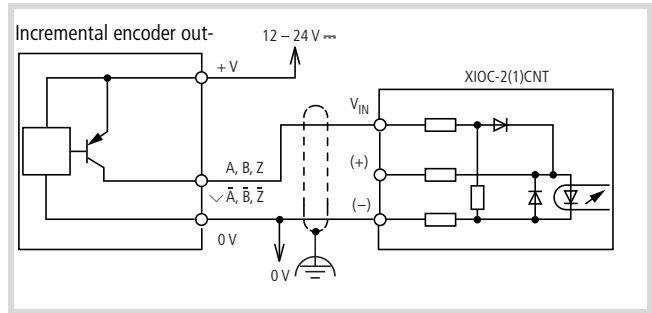 Incremental encoder out-
12 – 24 V ⎓
+ V
XIOC-2(1)CNT
V_IN
(+)
A, B, Z
A̅, B̅, Z̅
(–)
0 V
0 V